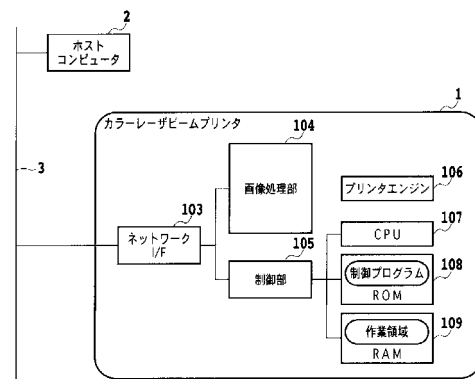 2
ホスト
コンピュータ
1
カラーレーザビームプリンタ
104
3
画像処理部
106
プリンタエンジン
103
107
ネットワーク
I/F
105
CPU
制御部
108
制御プログラム
ROM
109
作業領域
RAM